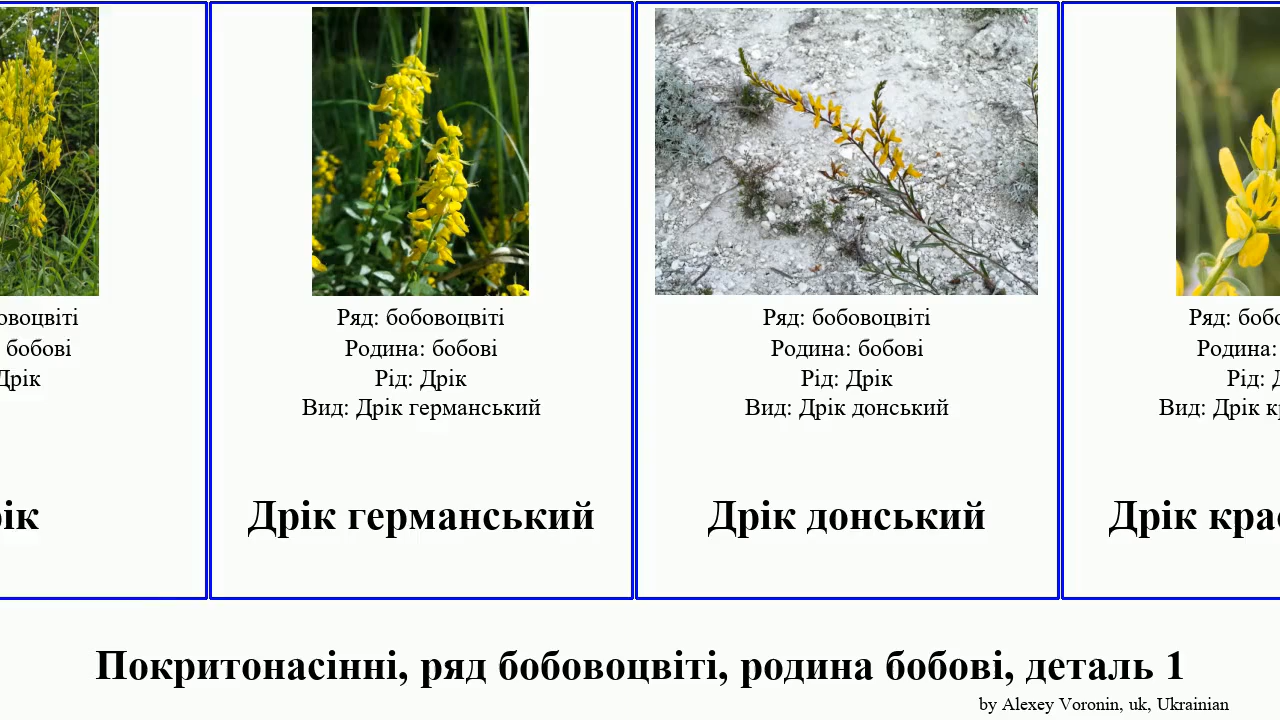 овоцвіті
бобові
Дрік
рік
Ряд: бобовоцвіті
Родина: бобові
Рід: Дрік
Вид: Дрік германський
Дрік германський
Ряд: бобовоцвіті
Родина: бобові
Рід: Дрік
Вид: Дрік донський
Дрік донський
Ряд: бобо
Родина:
Рід: Д
Вид: Дрік кр
Дрік крас
Покритонасінні, ряд бобовоцвіті, родина бобові, деталь 1
by Alexey Voronin, uk, Ukrainian